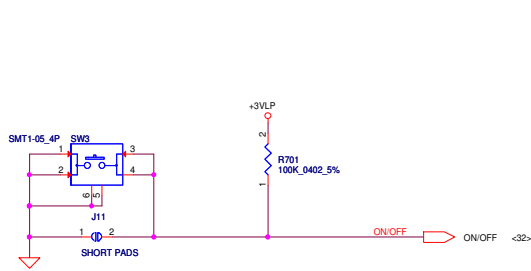 +3VLP
SMT1-05_4P SW3
1 3
2 4
6 5
2
R701
100K_0402_5%
1
J11
1 2
SHORT PADS
ON/OFF
ON/OFF <32>